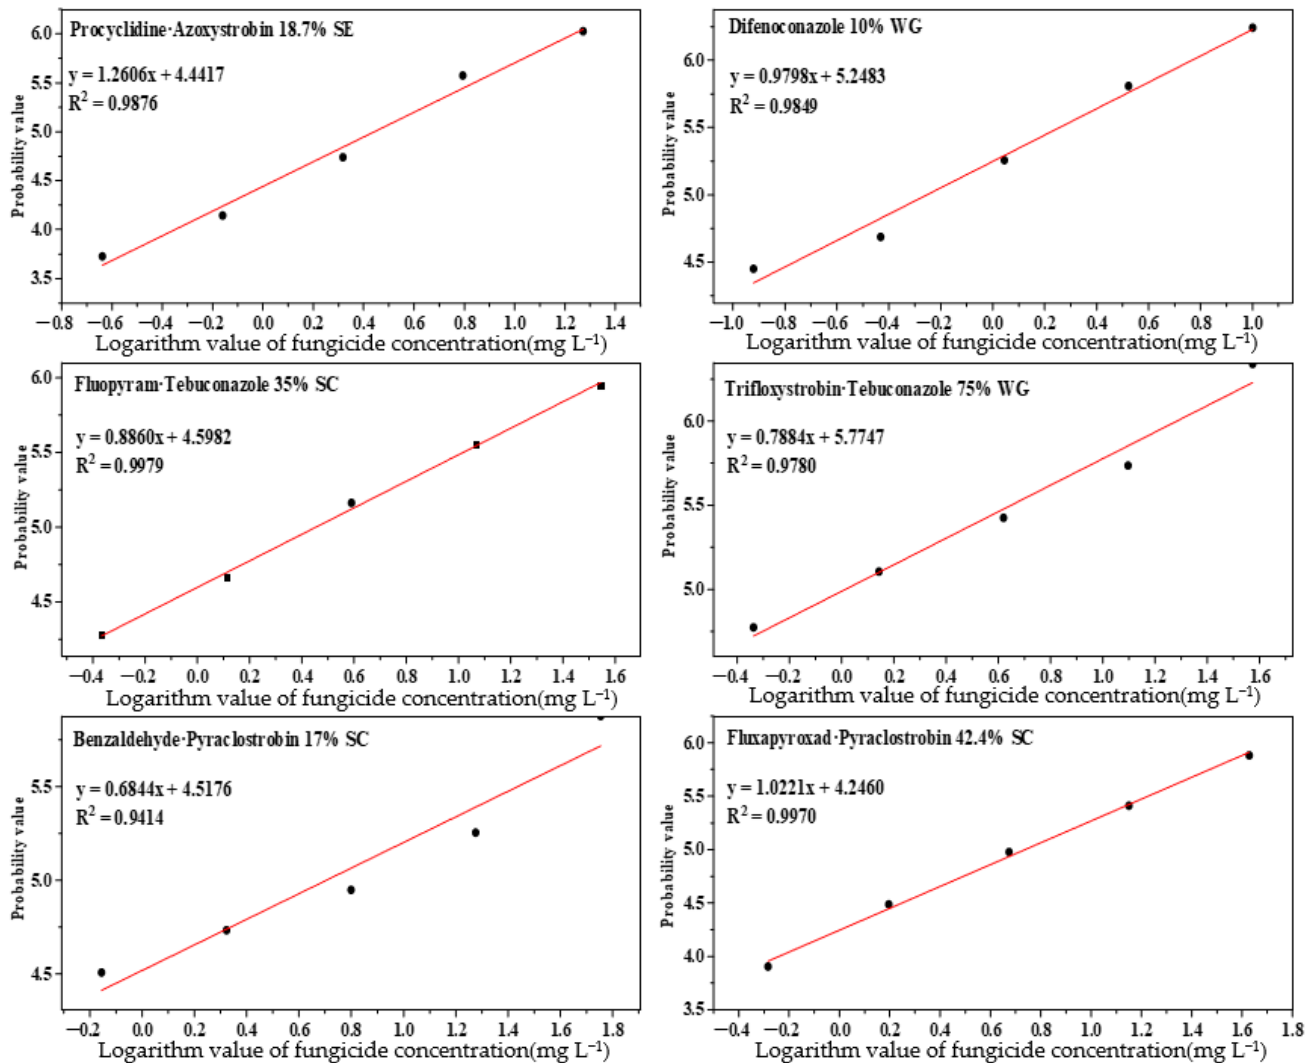 Procyclidine·Azoxystrobin 18.7% SE
y = 1.2606x + 4.4417
R² = 0.9876
Probability value
6.0
5.5
5.0
4.5
4.0
3.5
−0.8 −0.6 −0.4 −0.2 0.0 0.2 0.4 0.6 0.8 1.0 1.2 1.4
Logarithm value of fungicide concentration(mg L⁻¹)
Difenoconazole 10% WG
y = 0.9798x + 5.2483
R² = 0.9849
Probability value
6.0
5.5
5.0
4.5
−1.0 −0.8 −0.6 −0.4 −0.2 0.0 0.2 0.4 0.6 0.8 1.0
Logarithm value of fungicide concentration(mg L⁻¹)
Fluopyram·Tebuconazole 35% SC
y = 0.8860x + 4.5982
R² = 0.9979
Probability value
6.0
5.5
5.0
4.5
−0.4 −0.2 0.0 0.2 0.4 0.6 0.8 1.0 1.2 1.4 1.6
Logarithm value of fungicide concentration(mg L⁻¹)
Trifloxystrobin·Tebuconazole 75% WG
y = 0.7884x + 5.7747
R² = 0.9780
Probability value
6.0
5.5
5.0
−0.4 −0.2 0.0 0.2 0.4 0.6 0.8 1.0 1.2 1.4 1.6
Logarithm value of fungicide concentration(mg L⁻¹)
Benzaldehyde·Pyraclostrobin 17% SC
y = 0.6844x + 4.5176
R² = 0.9414
Probability value
5.5
5.0
4.5
−0.2 0.0 0.2 0.4 0.6 0.8 1.0 1.2 1.4 1.6 1.8
Logarithm value of fungicide concentration(mg L⁻¹)
Fluxapyroxad·Pyraclostrobin 42.4% SC
y = 1.0221x + 4.2460
R² = 0.9970
Probability value
6.0
5.5
5.0
4.5
4.0
3.5
−0.4 −0.2 0.0 0.2 0.4 0.6 0.8 1.0 1.2 1.4 1.6 1.8
Logarithm value of fungicide concentration(mg L⁻¹)